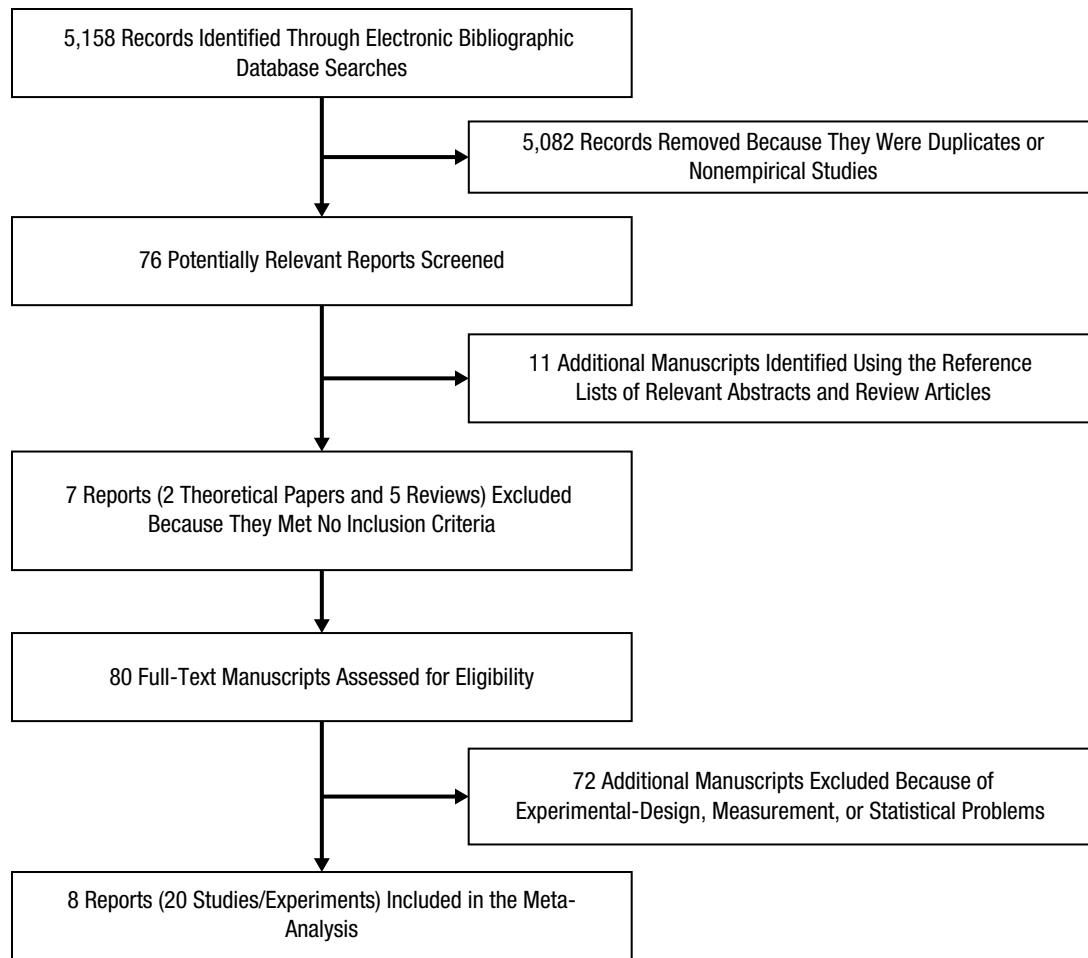 5,158 Records Identified Through Electronic Bibliographic
Database Searches
5,082 Records Removed Because They Were Duplicates or
Nonempirical Studies
76 Potentially Relevant Reports Screened
11 Additional Manuscripts Identified Using the Reference
Lists of Relevant Abstracts and Review Articles
7 Reports (2 Theoretical Papers and 5 Reviews) Excluded
Because They Met No Inclusion Criteria
80 Full-Text Manuscripts Assessed for Eligibility
72 Additional Manuscripts Excluded Because of
Experimental-Design, Measurement, or Statistical Problems
8 Reports (20 Studies/Experiments) Included in the Meta-
Analysis